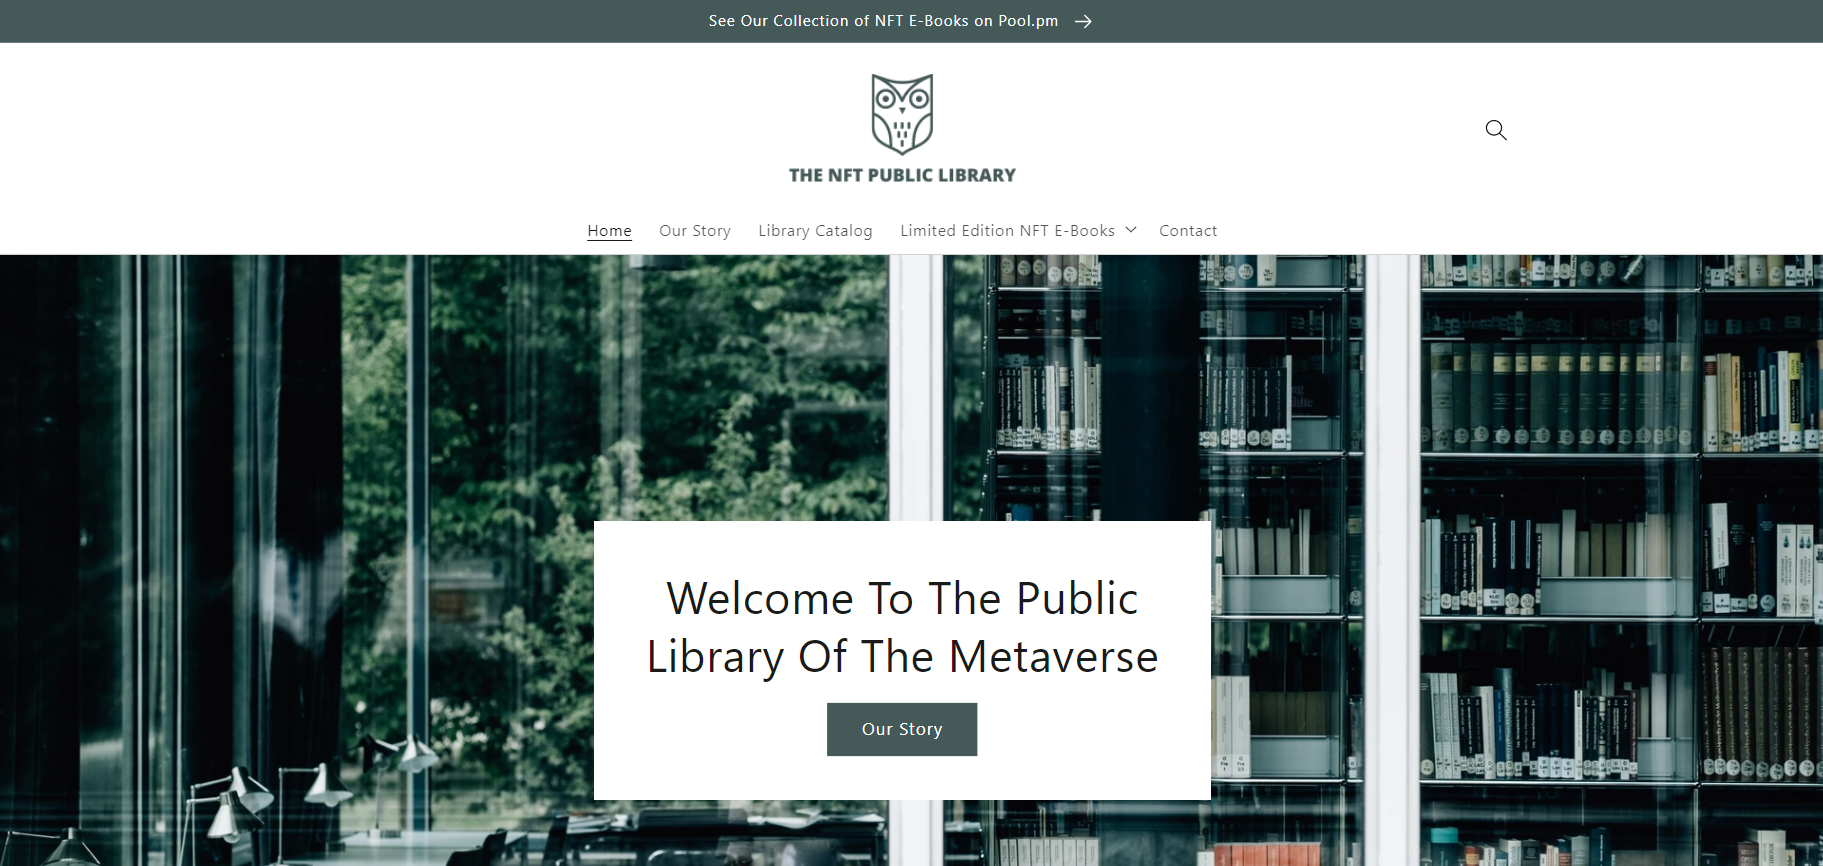 See Our Collection of NFT E-Books on Pool.pm
THE NFT PUBLIC LIBRARY
Home Our Story Library Catalog Limited Edition NFT E-Books Contact
Welcome To The Public
Library Of The Metaverse
Our Story